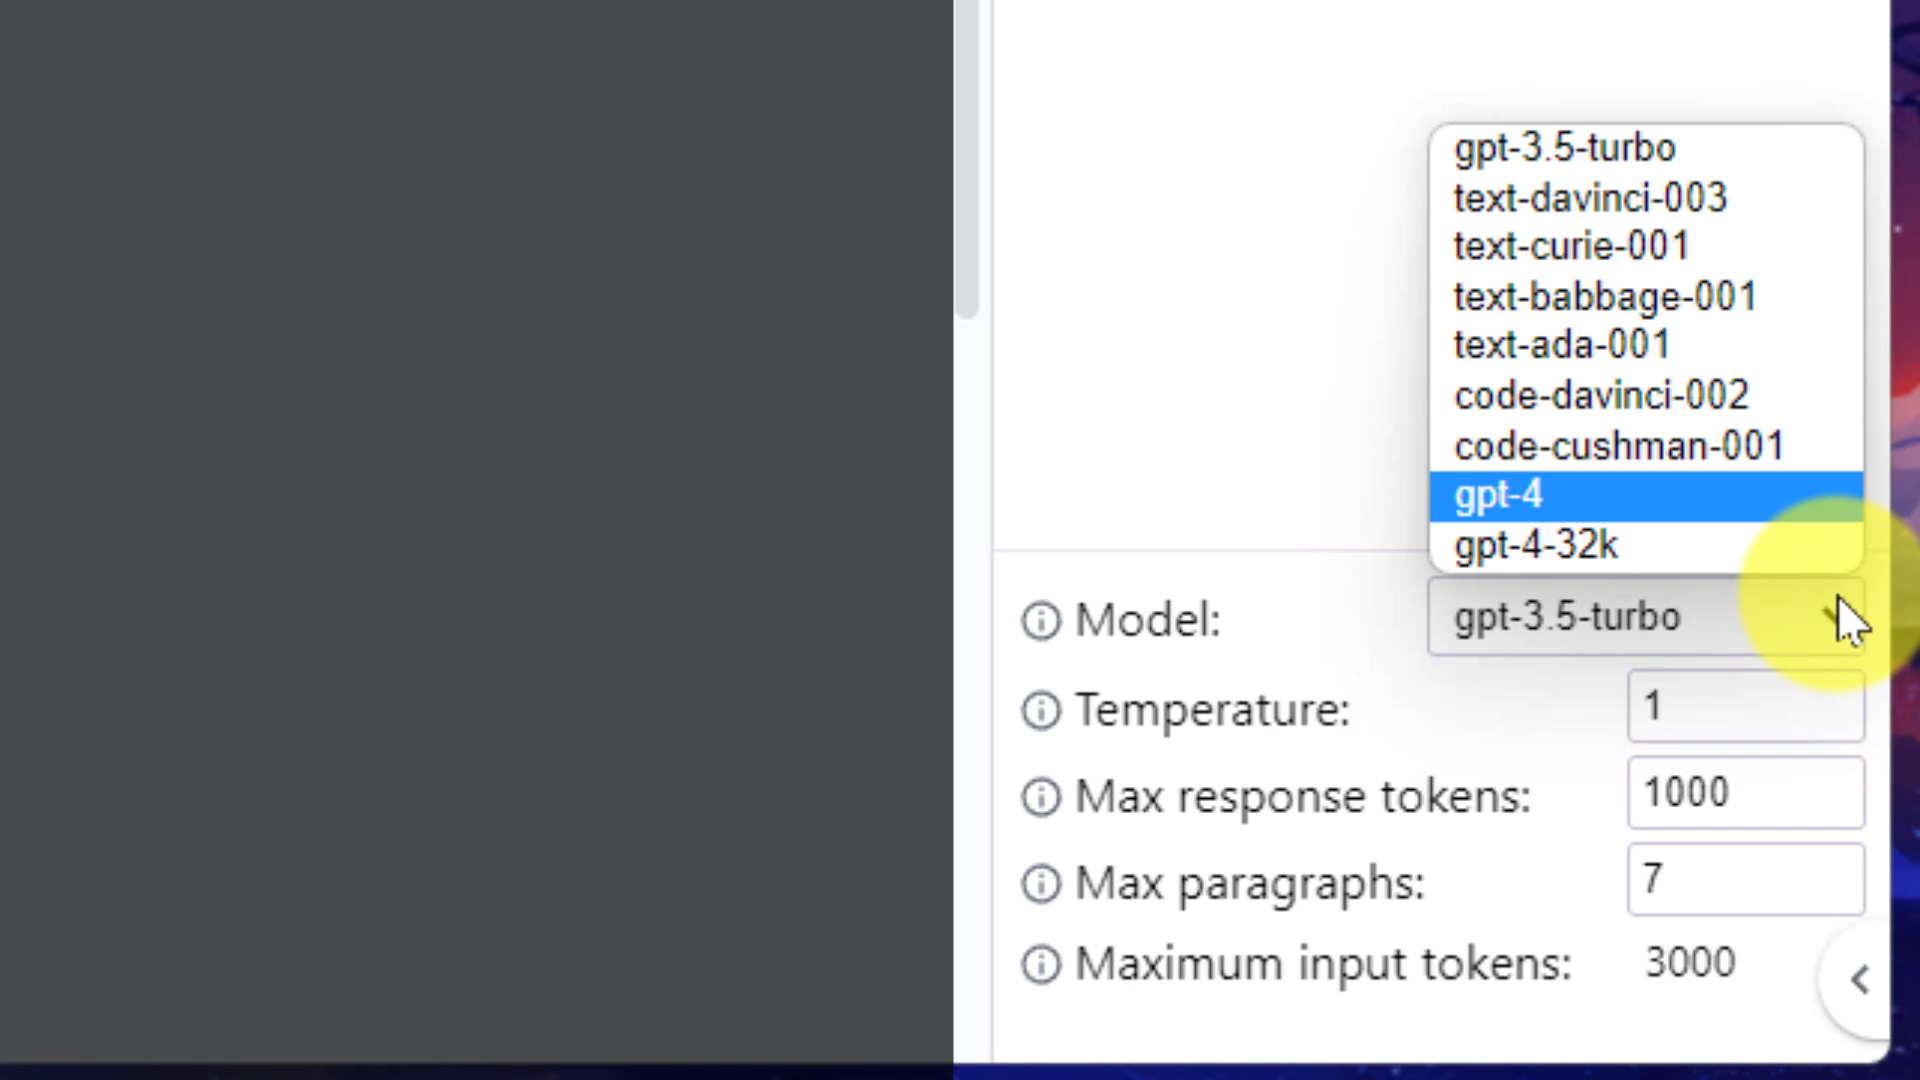 gpt-3.5-turbo
text-davinci-003
text-curie-001
text-babbage-001
text-ada-001
code-davinci-002
code-cushman-001
gpt-4
gpt-4-32k
Model: gpt-3.5-turbo
Temperature: 1
Max response tokens: 1000
Max paragraphs: 7
Maximum input tokens: 3000